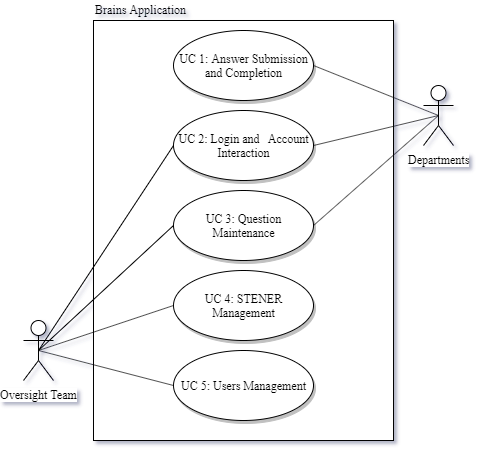 Brains Application
UC 1: Answer Submission
and Completion
UC 2: Login and Account
Interaction
Departments
UC 3: Question
Maintenance
UC 4: STENER
Management
UC 5: Users Management
Oversight Team